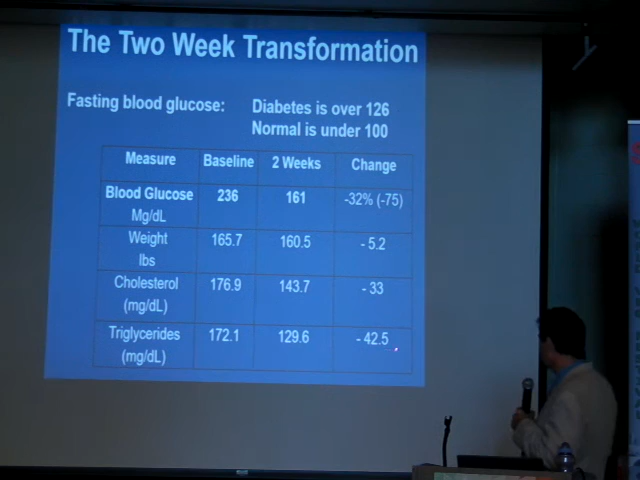 The Two Week Transformation
Fasting blood glucose: Diabetes is over 126
Normal is under 100
Measure Baseline 2 Weeks Change
Blood Glucose 236 161 -32% (-75)
Mg/dL
Weight 165.7 160.5 - 5.2
lbs
Cholesterol 176.9 143.7 - 33
(mg/dL)
Triglycerides 172.1 129.6 - 42.5
(mg/dL)